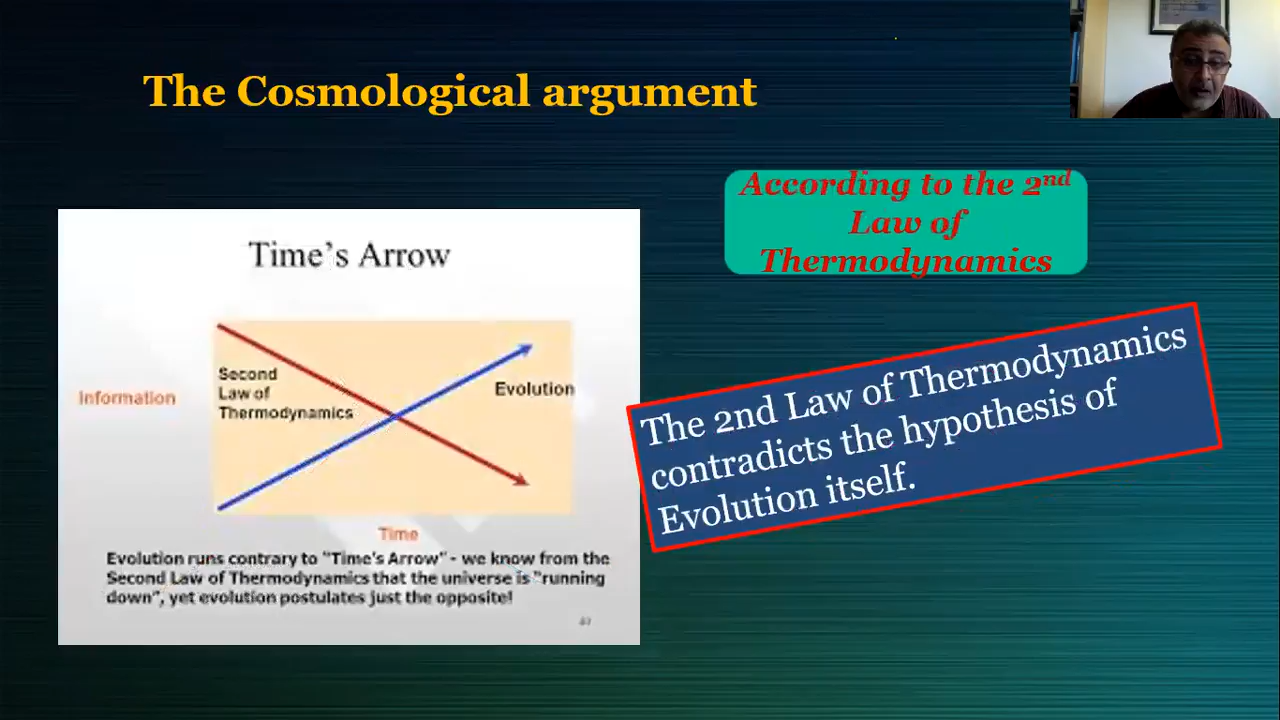 The Cosmological argument
According to the 2nd
Law of
Thermodynamics
Time's Arrow
Second
Law of
Thermodynamics
Evolution
Information
Time
Evolution runs contrary to "Time's Arrow" - we know from the
Second Law of Thermodynamics that the universe is "running
down", yet evolution postulates just the opposite!
The 2nd Law of Thermodynamics
contradicts the hypothesis of
Evolution itself.